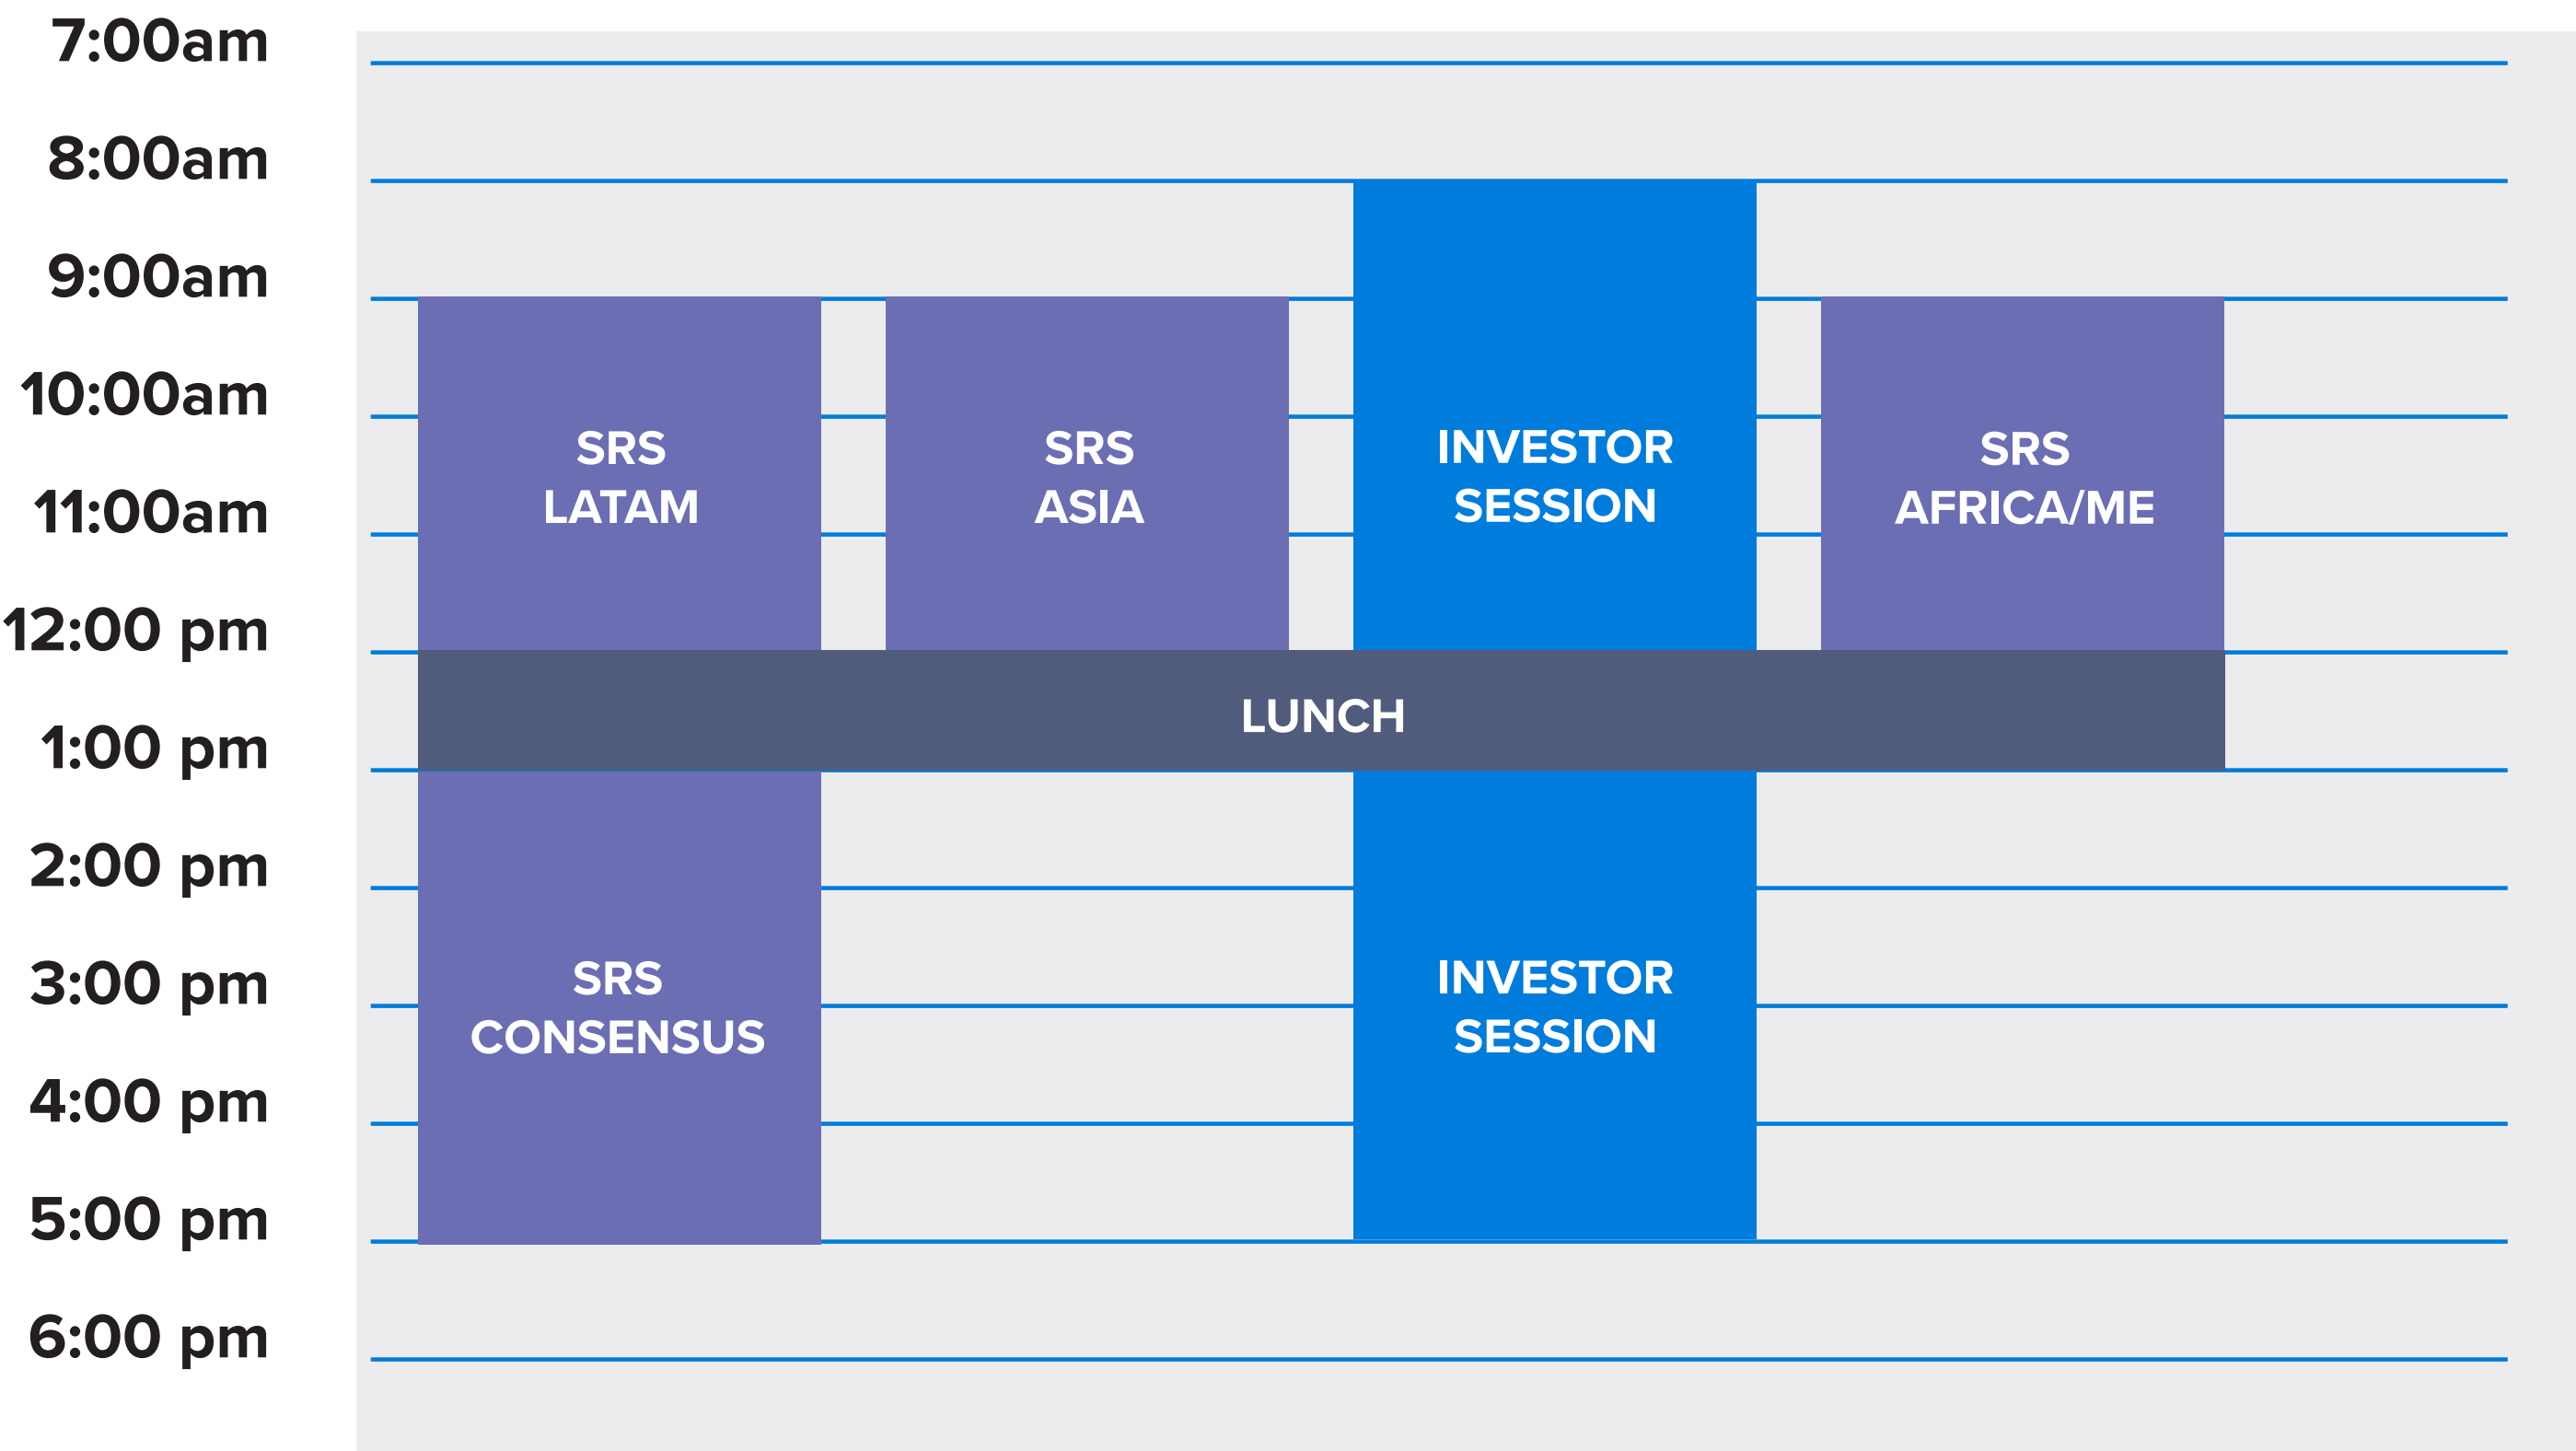 7:00am
8:00am
9:00am
10:00am
11:00am
12:00 pm
1:00 pm
2:00 pm
3:00 pm
4:00 pm
5:00 pm
6:00 pm
SRS
LATAM
SRS
ASIA
INVESTOR
SESSION
SRS
AFRICA/ME
LUNCH
SRS
CONSENSUS
INVESTOR
SESSION